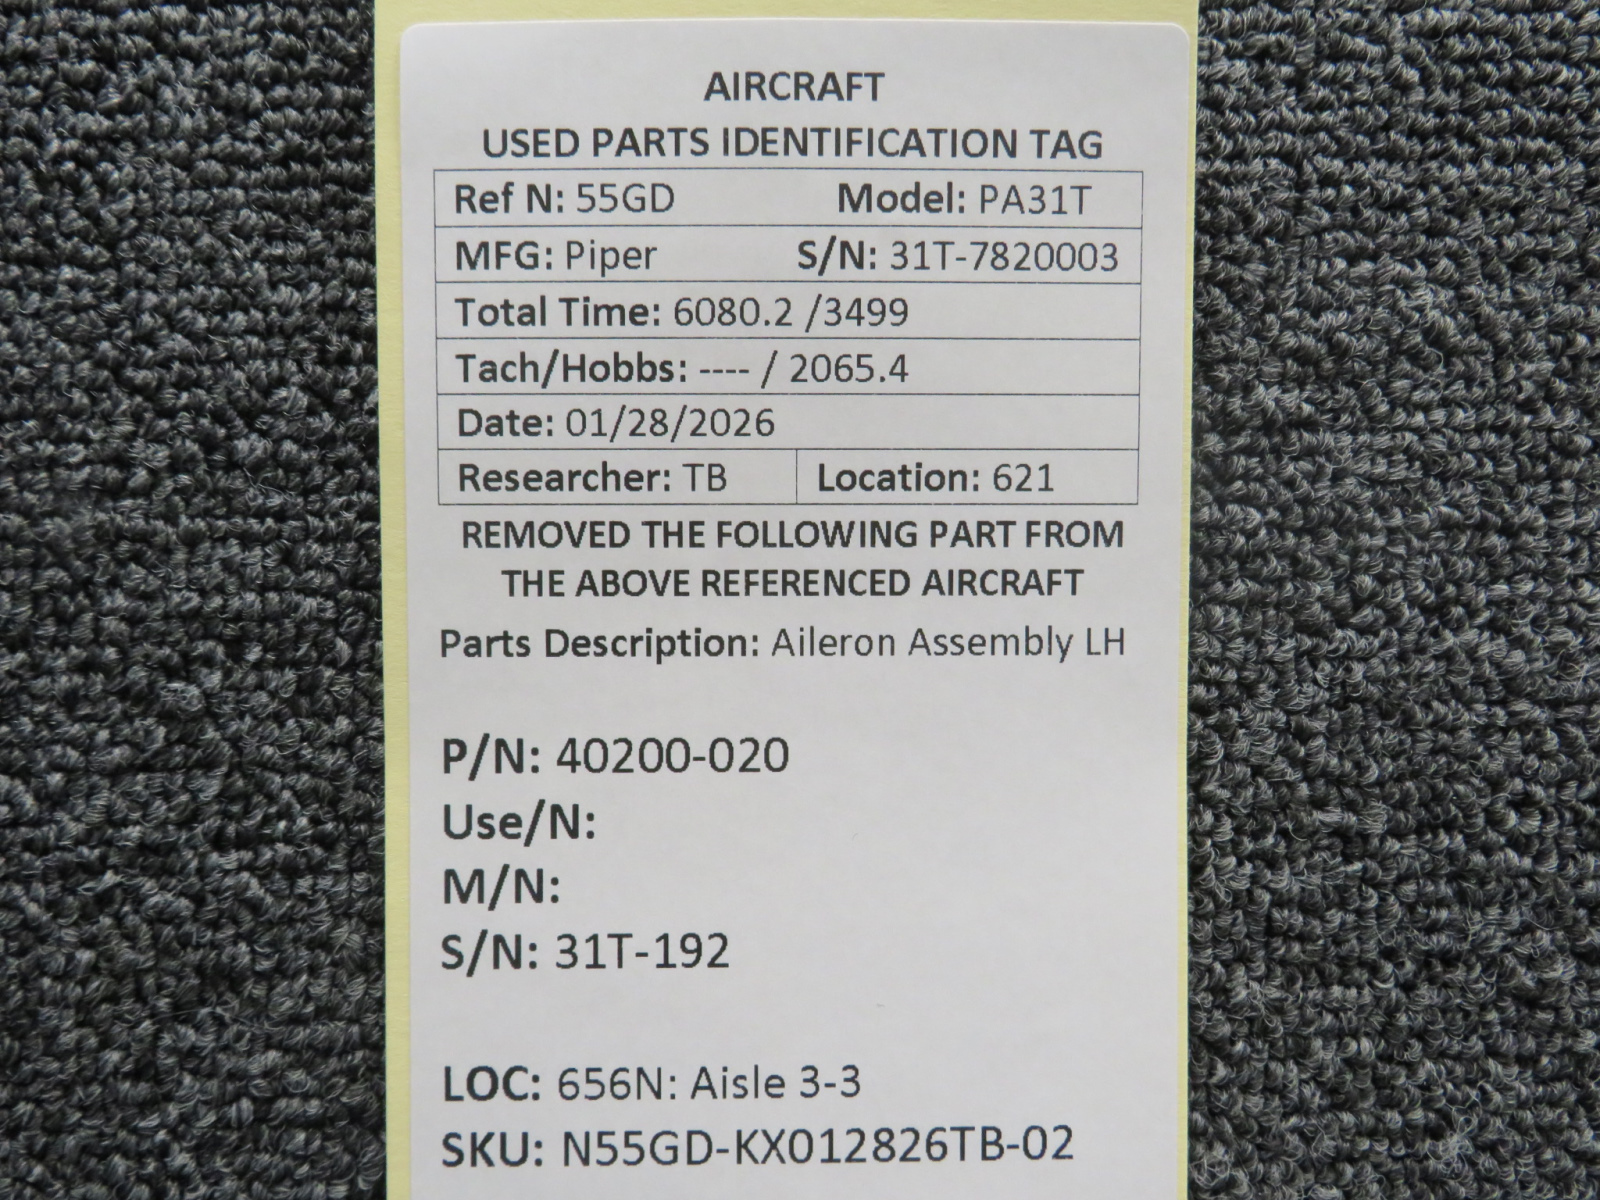 AIRCRAFT
USED PARTS IDENTIFICATION TAG
Ref N: 55GD Model: PA31T
MFG: Piper S/N: 31T-7820003
Total Time: 6080.2 /3499
Tach/Hobbs: ---- / 2065.4
Date: 01/28/2026
Researcher: TB Location: 621
REMOVED THE FOLLOWING PART FROM
THE ABOVE REFERENCED AIRCRAFT
Parts Description: Aileron Assembly LH
P/N: 40200-020
Use/N:
M/N:
S/N: 31T-192
LOC: 656N: Aisle 3-3
SKU: N55GD-KX012826TB-02